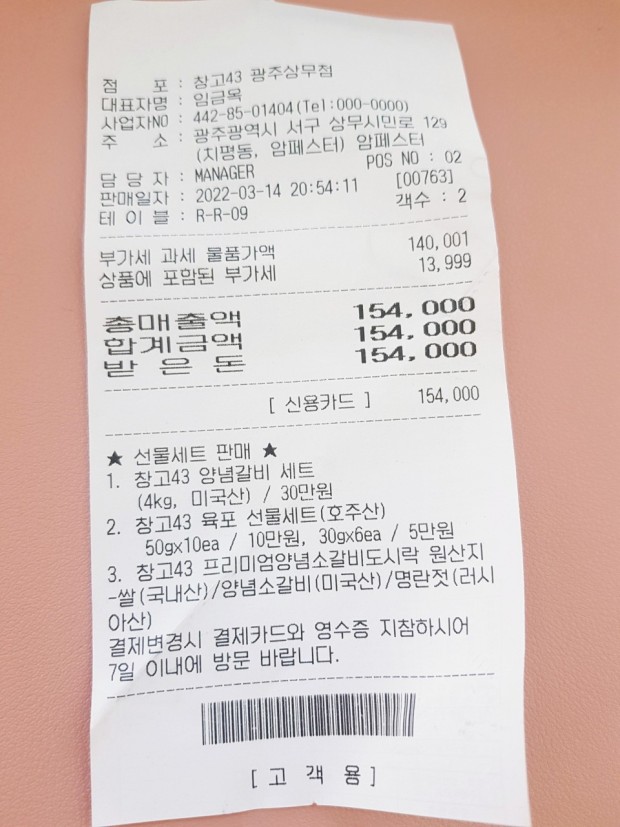 점 포 : 창고43 광주상무점
대표자명 : 임금옥
사업자NO : 442-85-01404(Tel:000-0000)
주 소 : 광주광역시 서구 상무시민로 129
(치평동, 암페스터) 암페스터
담 당 자 : MANAGER POS NO : 02
판매일자 : 2022-03-14 20:54:11 [00763]
테 이 블 : R-R-09 객수 : 2
부가세 과세 물품가액 140,001
상품에 포함된 부가세 13,999
총매출액 154,000
합계금액 154,000
받 은 돈 154,000
[ 신용카드 ] 154,000
★ 선물세트 판매 ★
1. 창고43 양념갈비 세트
(4kg, 미국산) / 30만원
2. 창고43 육포 선물세트(호주산)
50gx10ea / 10만원, 30gx6ea / 5만원
3. 창고43 프리미엄양념소갈비도시락 원산지
-쌀(국내산)/양념소갈비(미국산)/명란젓(러시
아산)
결제변경시 결제카드와 영수증 지참하시어
7일 이내에 방문 바랍니다.
[ 고 객 용 ]